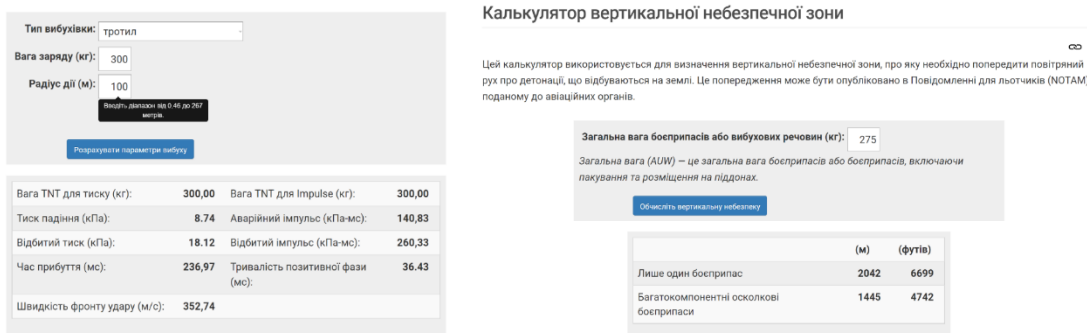 Тип вибухівки: тротил
Вага заряду (кг): 300
Радіус дії (м): 100
Введіть діапазон від 0.46 до 267
метрів.
Розрахувати параметри вибуху
Вага TNT для тиску (кг): 300,00 Вага TNT для Impulse (кг): 300,00
Тиск падіння (кПа): 8.74 Аварійний імпульс (кПа-мс): 140,83
Відбитий тиск (кПа): 18.12 Відбитий імпульс (кПа-мс): 260,33
Час прибуття (мс): 236,97 Тривалість позитивної фази
(мс): 36.43
Швидкість фронту удару (м/с): 352,74
Калькулятор вертикальної небезпечної зони
Цей калькулятор використовується для визначення вертикальної небезпечної зони, про яку необхідно попередити повітряний
рух про детонації, що відбуваються на землі. Це попередження може бути опубліковано в Повідомленні для льотчиків (NOTAM)
поданому до авіаційних органів.
Загальна вага боєприпасів або вибухових речовин (кг): 275
Загальна вага (AUW) — це загальна вага боєприпасів або боєприпасів, включаючи
пакування та розміщення на піддонах.
Обчисліть вертикальну небезпеку
(м) (футів)
Лише один боєприпас 2042 6699
Багатокомпонентні осколкові
боєприпаси 1445 4742